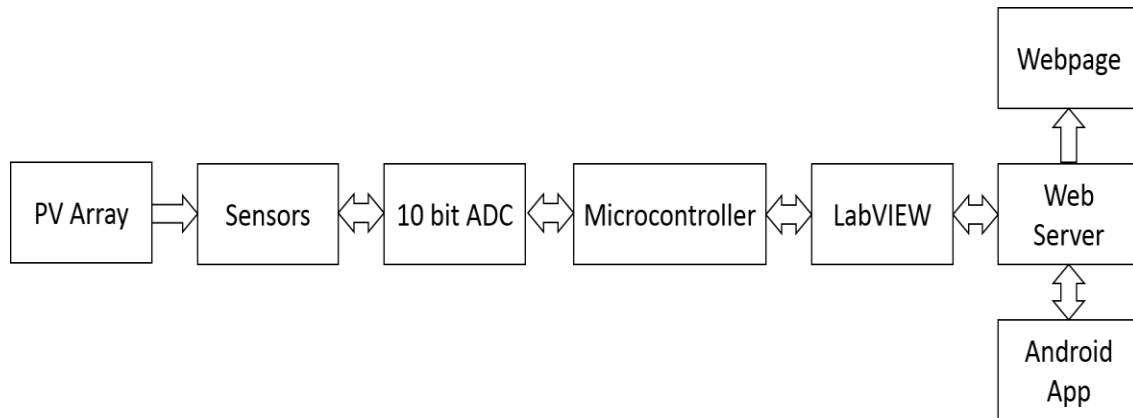 Webpage
PV Array
Sensors
10 bit ADC
Microcontroller
LabVIEW
Web
Server
Android
App